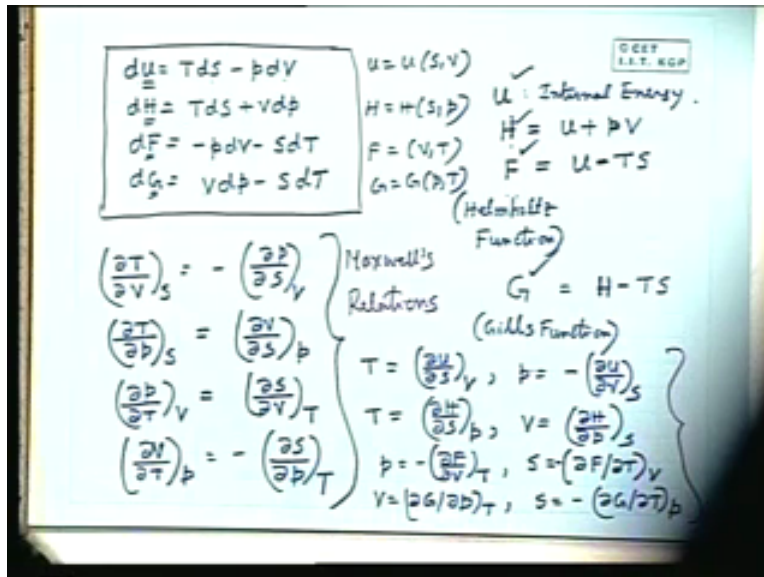 © CET
I.I.T. KGP
du = Tds - pdv
dH = Tds + vdp
dF = -pdv - sdT
dG = vdp - sdT
u = u(s,v)
H = H(s,p)
F = (v,T)
G = G(p,T)
u : Internal Energy.
H = u + pv
F = u - TS
(Helmholtz
Function)
G = H - TS
(Gibbs Function)
(∂T/∂v)s = - (∂p/∂s)v
(∂T/∂p)s = (∂v/∂s)p
(∂p/∂T)v = (∂s/∂v)T
(∂v/∂T)p = - (∂s/∂p)T
Maxwell's
Relations
T = (∂u/∂s)v, p = -(∂u/∂v)s
T = (∂H/∂s)p, v = (∂H/∂p)s
p = -(∂F/∂v)T, s = -(∂F/∂T)v
v = (∂G/∂p)T, s = -(∂G/∂T)p